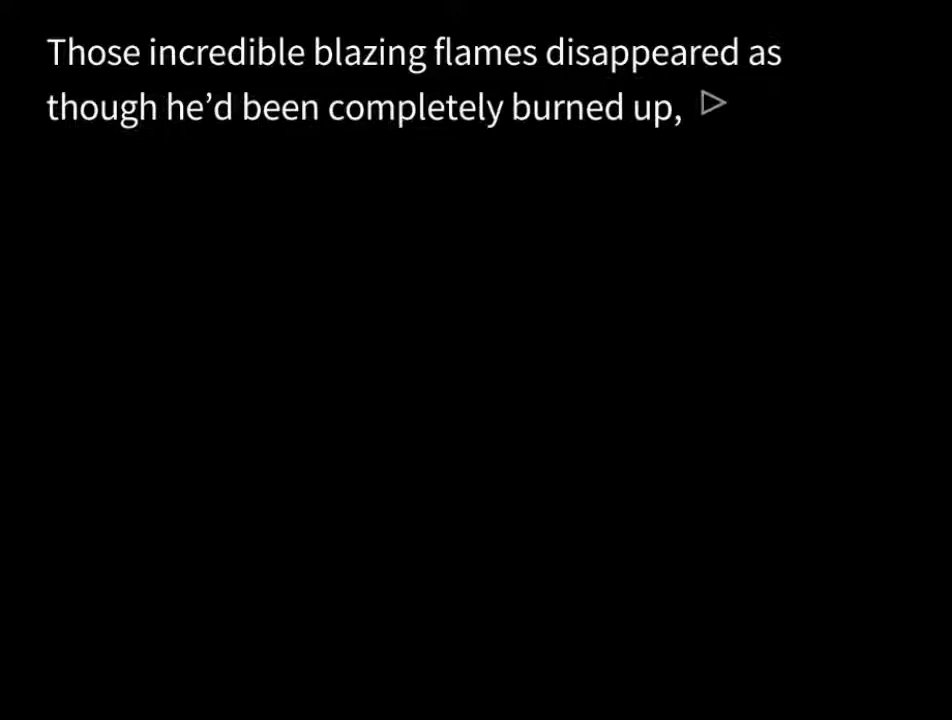 Those incredible blazing flames disappeared as
though he’d been completely burned up,